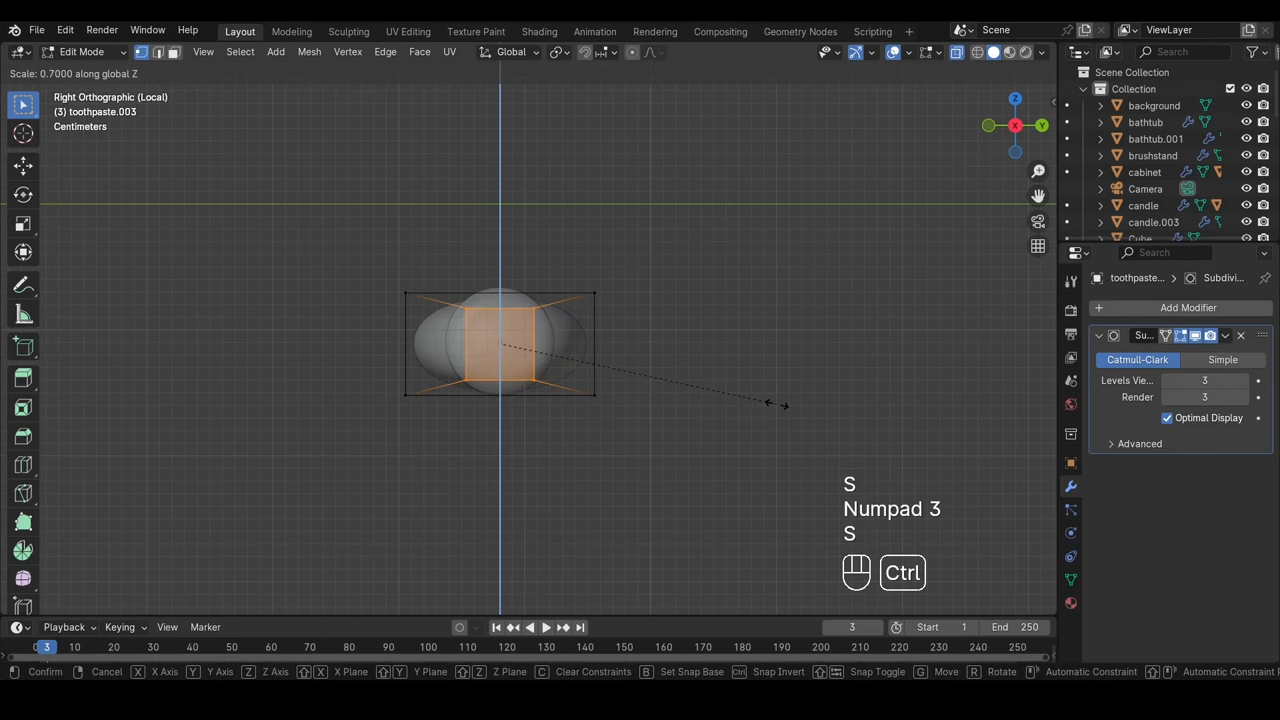 File Edit Render Window Help Layout Modeling Sculpting UV Editing Texture Paint Shading Animation Rendering Compositing Geometry Nodes Scripting + Scene ViewLayer
Edit Mode View Select Add Mesh Vertex Edge Face UV Global Search
Scale: 0.7000 along global Z
Scene Collection
Collection
Right Orthographic (Local)
(3) toothpaste.003
Centimeters
Z
X
Y
background
bathtub
bathtub.001
brushstand
cabinet
Camera
candle
candle.003
Cube
Search
toothpaste... Subdivi...
+ Add Modifier
Su...
Catmull-Clark Simple
Levels Vie... 3
Render 3
Optimal Display
Advanced
S
Numpad 3
S
Ctrl
Playback Keying View Marker 3 Start 1 End 250
0 3 10 20 30 40 50 60 70 80 90 100 110 120 130 140 150 160 170 180 190 200 210 220 230 240 250
Confirm Cancel X X Axis Y Y Axis Z Z Axis X X Plane Y Y Plane Z Z Plane C Clear Constraints B Set Snap Base Ctrl Snap Invert Snap Toggle G Move R Rotate Automatic Constraint Automatic Constraint